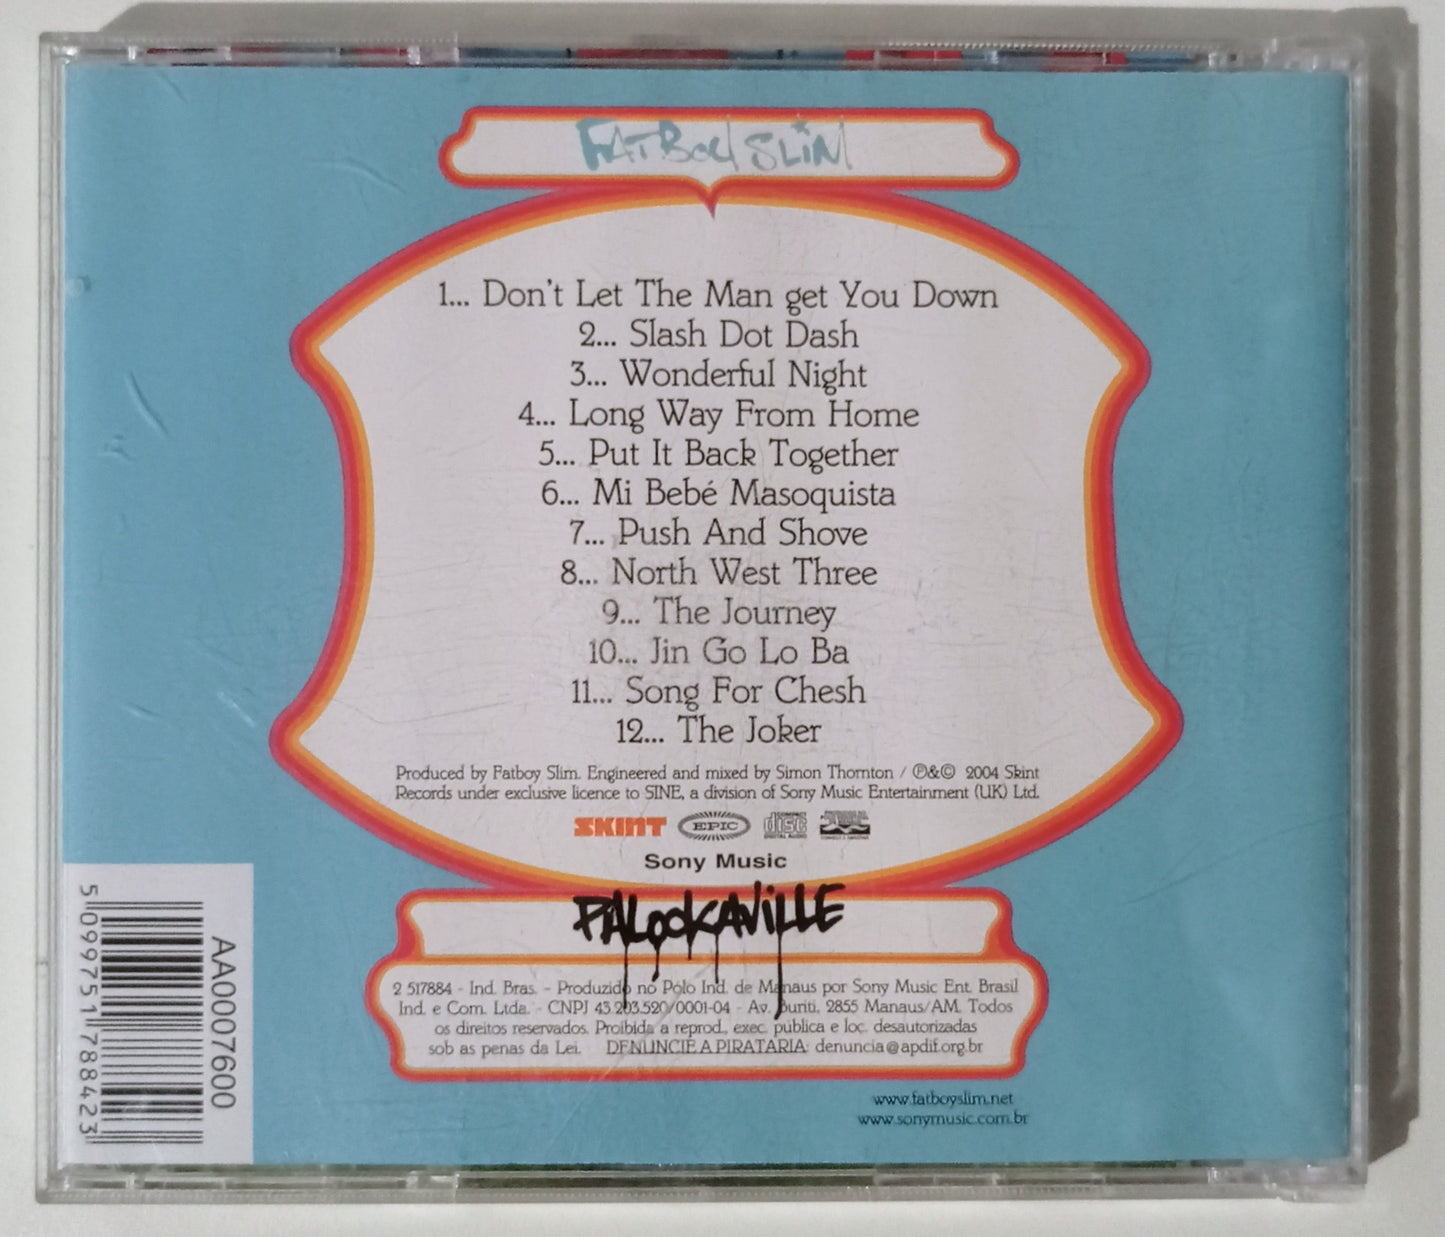 FATBOY SLIM
1... Don't Let The Man get You Down
2... Slash Dot Dash
3... Wonderful Night
4... Long Way From Home
5... Put It Back Together
6... Mi Bebé Masoquista
7... Push And Shove
8... North West Three
9... The Journey
10... Jin Go Lo Ba
11... Song For Chesh
12... The Joker
Produced by Fatboy Slim. Engineered and mixed by Simon Thornton / ℗&© 2004 Skint
Records under exclusive licence to SINE, a division of Sony Music Entertainment (UK) Ltd.
SKINT EPIC COMPACT disc DIGITAL AUDIO
Sony Music
PALOOKAVILLE
2 517884 - Ind. Bras. - Produzido no Polo Ind. de Manaus por Sony Music Ent. Brasil
Ind. e Com. Ltda. - CNPJ 43.203.520/0001-04 - Av. Buriti, 2855 Manaus/AM. Todos
os direitos reservados. Proibida a reprod., exec. pública e loc. desautorizadas
sob as penas da Lei. DENUNCIE A PIRATARIA: denuncia@apdif.org.br
www.fatboyslim.net
www.sonymusic.com.br
AA0007600
5 099751 788423